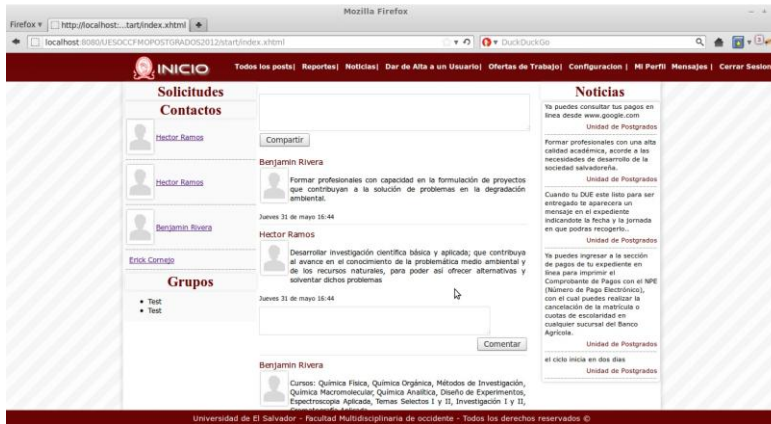 Mozilla Firefox
Firefox
http://localhost:...tart/index.xhtml
localhost:8080/UESOCCFMOPOSTGRADOS2012/start/index.xhtml
DuckDuckGo
INICIO
Todos los posts| Reportes| Noticias| Dar de Alta a un Usuario| Ofertas de Trabajo| Configuracion | Mi Perfil Mensajes | Cerrar Sesion
Solicitudes
Contactos
Hector Ramos
Hector Ramos
Benjamin Rivera
Erick Cornejo
Grupos
• Test
• Test
Compartir
Benjamin Rivera
Formar profesionales con capacidad en la formulación de proyectos
que contribuyan a la solución de problemas en la degradación
ambiental.
Jueves 31 de mayo 16:44
Hector Ramos
Desarrollar investigación científica básica y aplicada; que contribuya
al avance en el conocimiento de la problemática medio ambiental y
de los recursos naturales, para poder así ofrecer alternativas y
solventar dichos problemas
Jueves 31 de mayo 16:44
Comentar
Benjamin Rivera
Cursos: Química Física, Química Orgánica, Métodos de Investigación,
Química Macromolecular, Química Analítica, Diseño de Experimentos,
Espectroscopia Aplicada, Temas Selectos I y II, Investigación I y II,
Noticias
Ya puedes consultar tus pagos en
linea desde www.google.com
Unidad de Postgrados
Formar profesionales con una alta
calidad académica, acorde a las
necesidades de desarrollo de la
sociedad salvadoreña.
Unidad de Postgrados
Cuando tu DUE este listo para ser
entregado te aparecera un
mensaje en el expediente
indicandote la fecha y la jornada
en que podras recogerlo..
Unidad de Postgrados
Ya puedes ingresar a la sección
de pagos de tu expediente en
línea para imprimir el
Comprobante de Pagos con el NPE
(Número de Pago Electrónico),
con el cual puedes realizar la
cancelación de la matrícula o
cuotas de escolaridad en
cualquier sucursal del Banco
Agrícola.
Unidad de Postgrados
el ciclo inicia en dos dias
Unidad de Postgrados
Universidad de El Salvador - Facultad Multidisciplinaria de occidente - Todos los derechos reservados ©